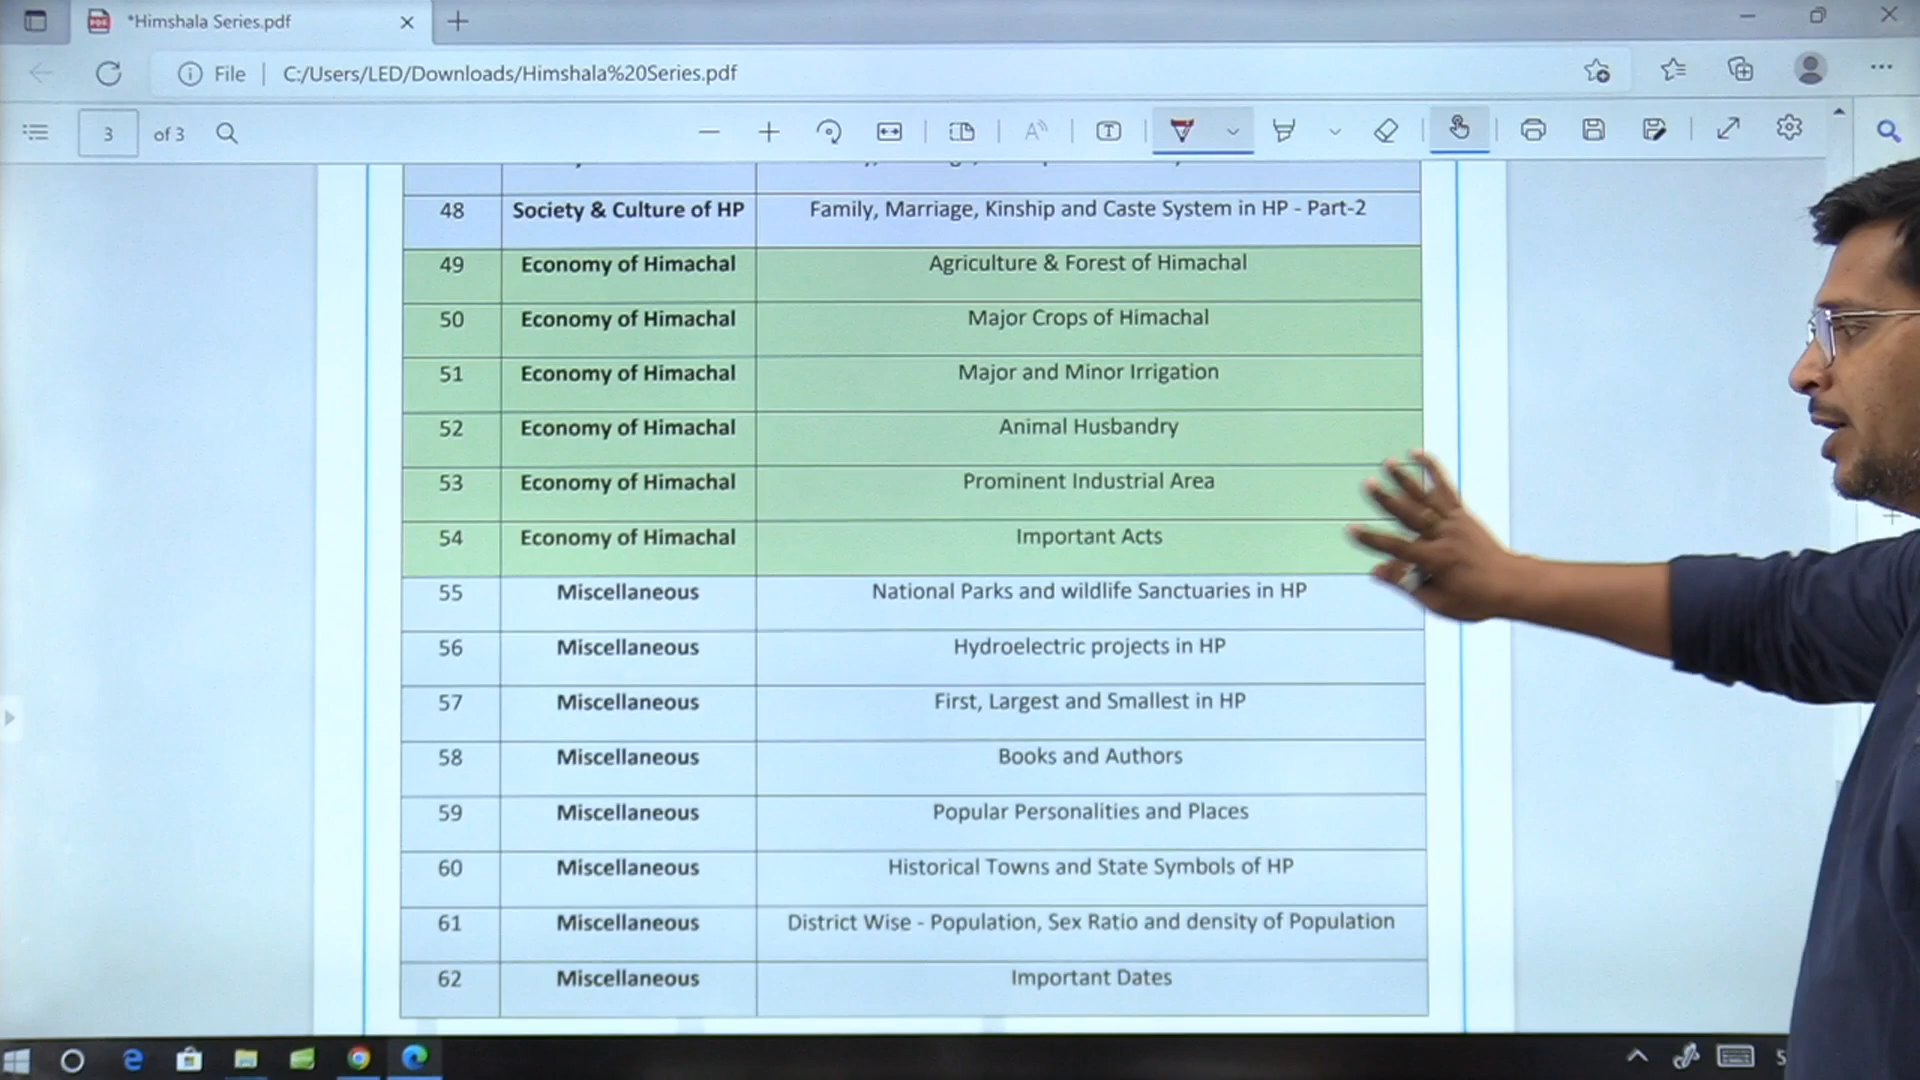 *Himshala Series.pdf
File
C:/Users/LED/Downloads/Himshala%20Series.pdf
3 of 3
48 Society & Culture of HP Family, Marriage, Kinship and Caste System in HP - Part-2
49 Economy of Himachal Agriculture & Forest of Himachal
50 Economy of Himachal Major Crops of Himachal
51 Economy of Himachal Major and Minor Irrigation
52 Economy of Himachal Animal Husbandry
53 Economy of Himachal Prominent Industrial Area
54 Economy of Himachal Important Acts
55 Miscellaneous National Parks and wildlife Sanctuaries in HP
56 Miscellaneous Hydroelectric projects in HP
57 Miscellaneous First, Largest and Smallest in HP
58 Miscellaneous Books and Authors
59 Miscellaneous Popular Personalities and Places
60 Miscellaneous Historical Towns and State Symbols of HP
61 Miscellaneous District Wise - Population, Sex Ratio and density of Population
62 Miscellaneous Important Dates